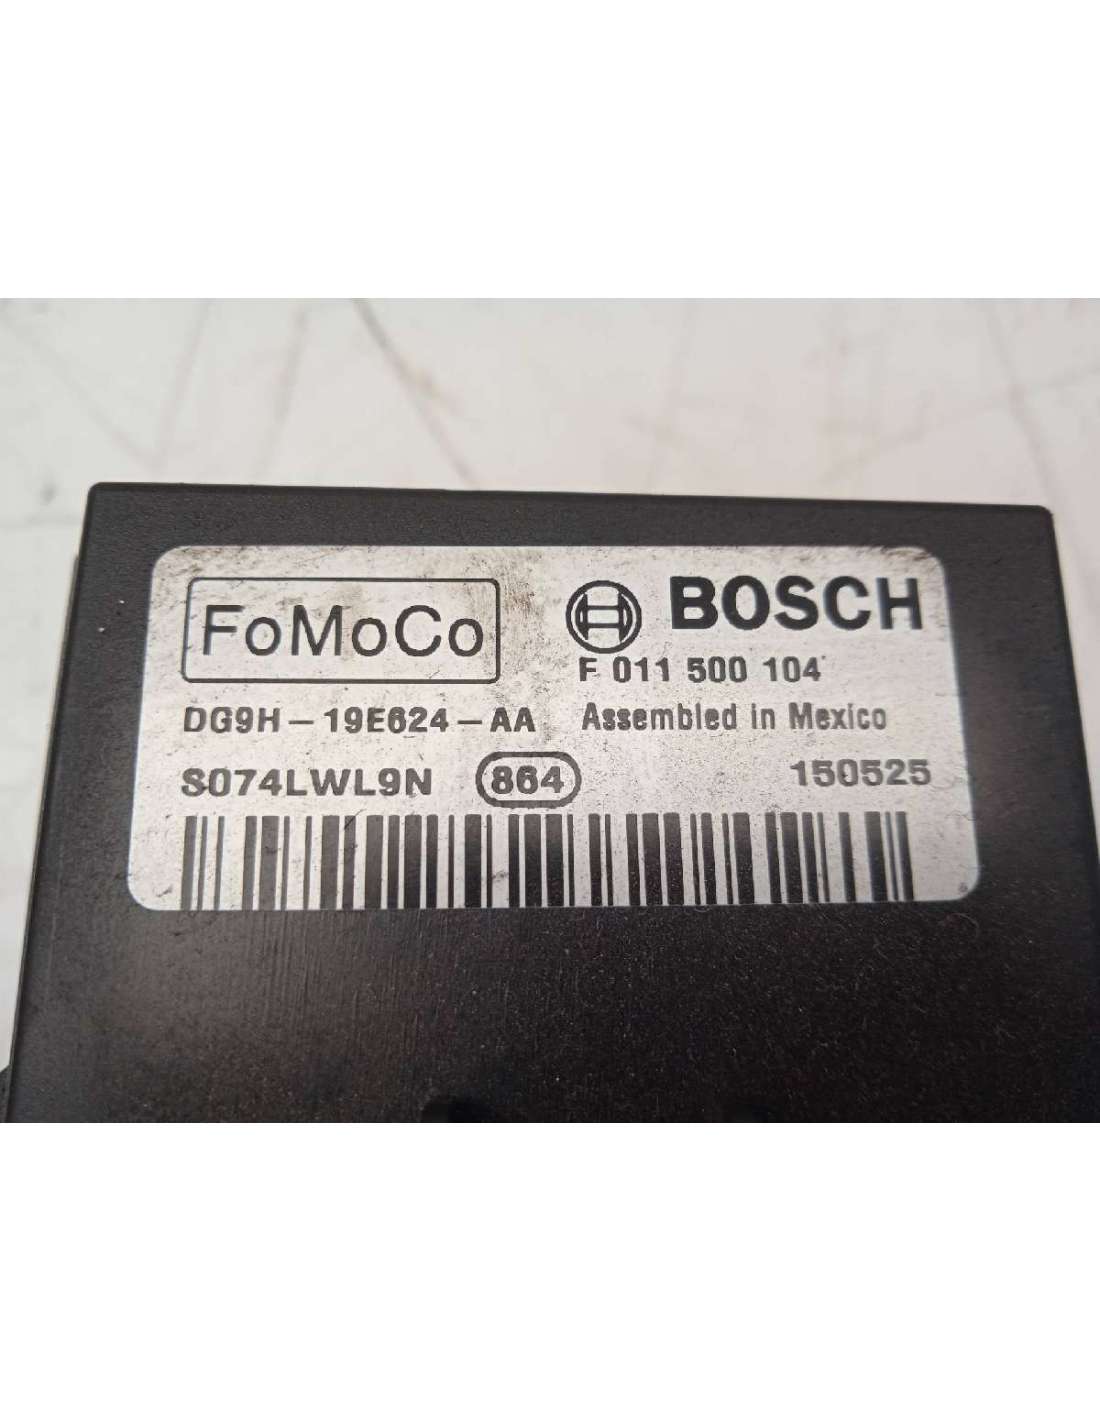 FoMoCo
BOSCH
F 011 500 104
DG9H-19E624-AA
Assembled in Mexico
S074LWL9N 864 150525